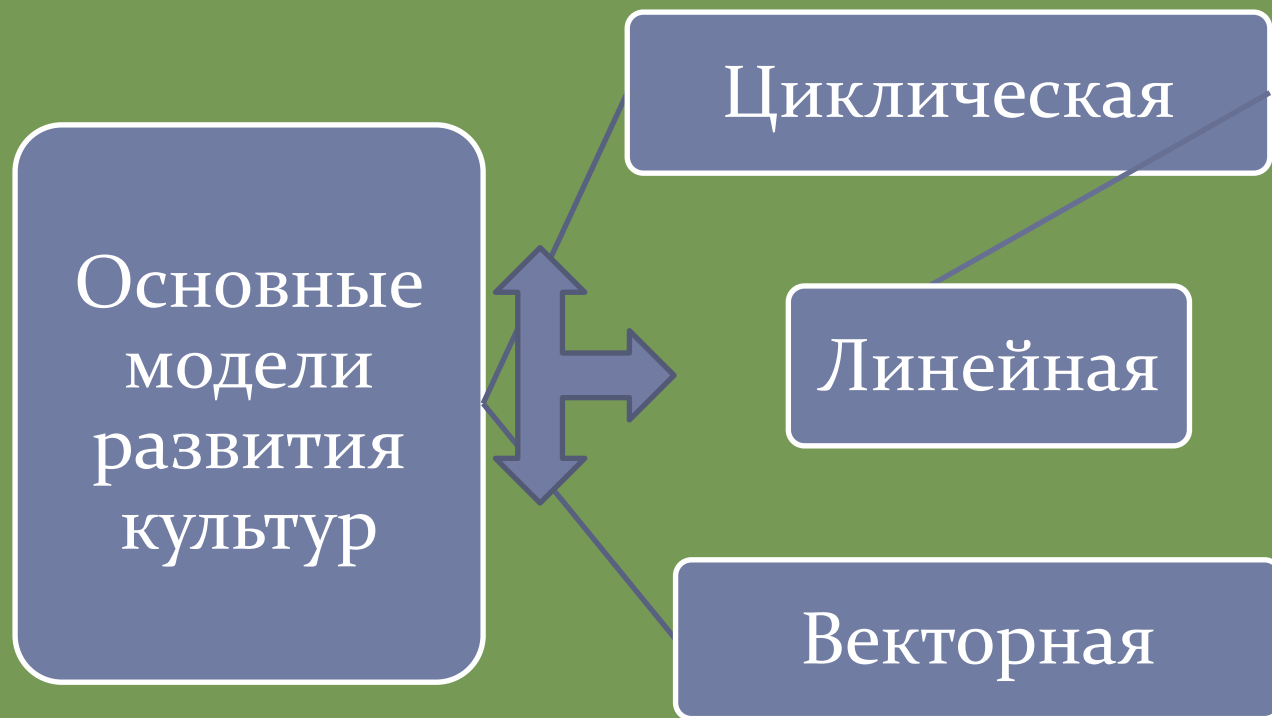 Основные
модели
развития
культур
Циклическая
Линейная
Векторная